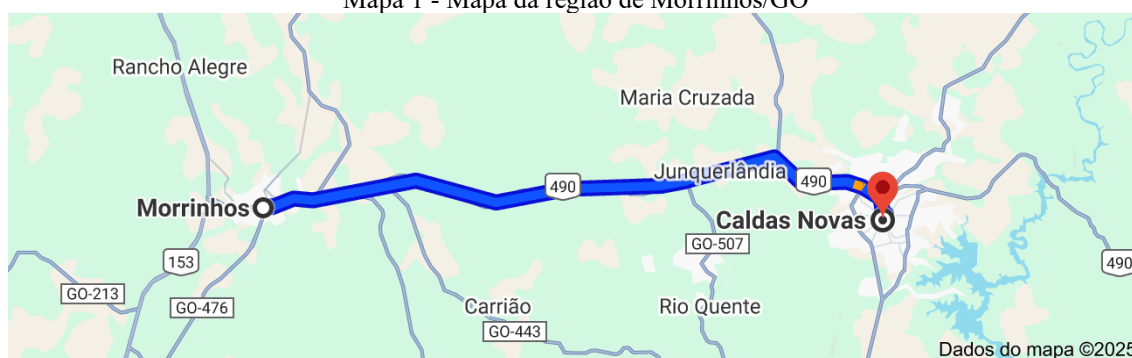 Mapa 1 - Mapa da região de Morrinhos/GO
Rancho Alegre
Maria Cruzada
Junquerlândia
490
490
Morrinhos
Caldas Novas
GO-507
153
490
GO-213
GO-476
Carrião
Rio Quente
GO-443
Dados do mapa ©2025